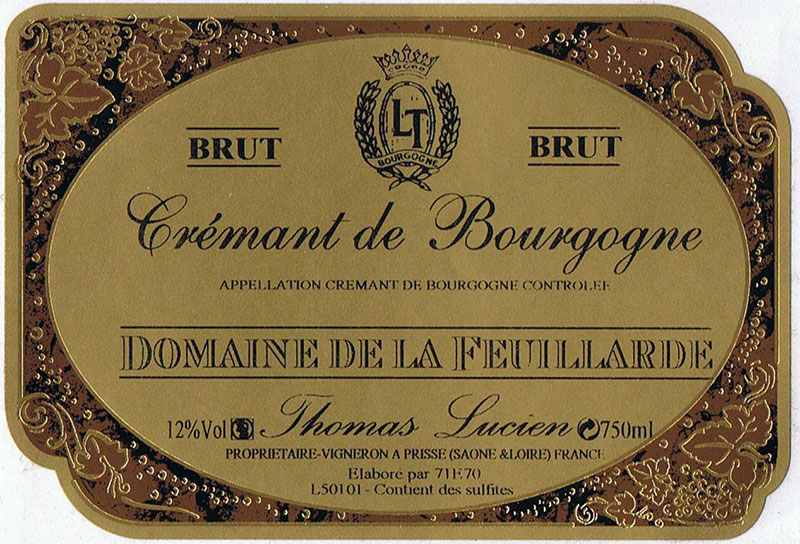 LT
BOURGOGNE
BRUT BRUT
Crémant de Bourgogne
APPELLATION CREMANT DE BOURGOGNE CONTROLEE
DOMAINE DE LA FEUILLARDE
12%Vol Thomas Lucien 750ml
PROPRIETAIRE-VIGNERON A PRISSE (SAONE &LOIRE) FRANCE
Elaboré par 71E70
L50101 - Contient des sulfites